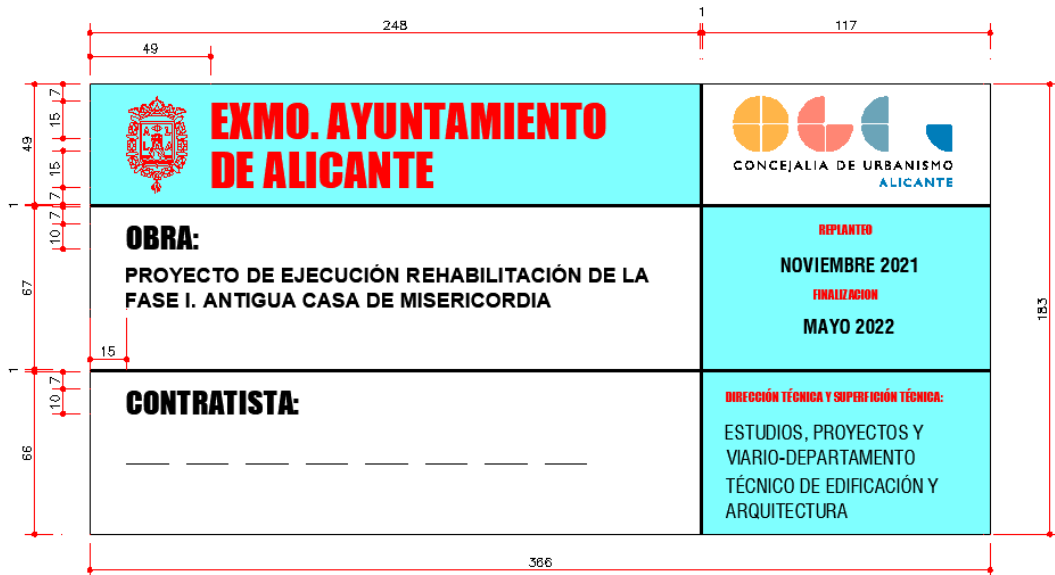 248
1
117
49
EXMO. AYUNTAMIENTO
DE ALICANTE
CONCEJALIA DE URBANISMO
ALICANTE
7
15
49
15
7
1
7
10
67
OBRA:
PROYECTO DE EJECUCIÓN REHABILITACIÓN DE LA
FASE I. ANTIGUA CASA DE MISERICORDIA
REPLANTEO
NOVIEMBRE 2021
FINALIZACION
MAYO 2022
183
15
1
7
10
66
CONTRATISTA:
DIRECCIÓN TÉCNICA Y SUPERFICIÓN TÉCNICA:
ESTUDIOS, PROYECTOS Y
VIARIO-DEPARTAMENTO
TÉCNICO DE EDIFICACIÓN Y
ARQUITECTURA
366